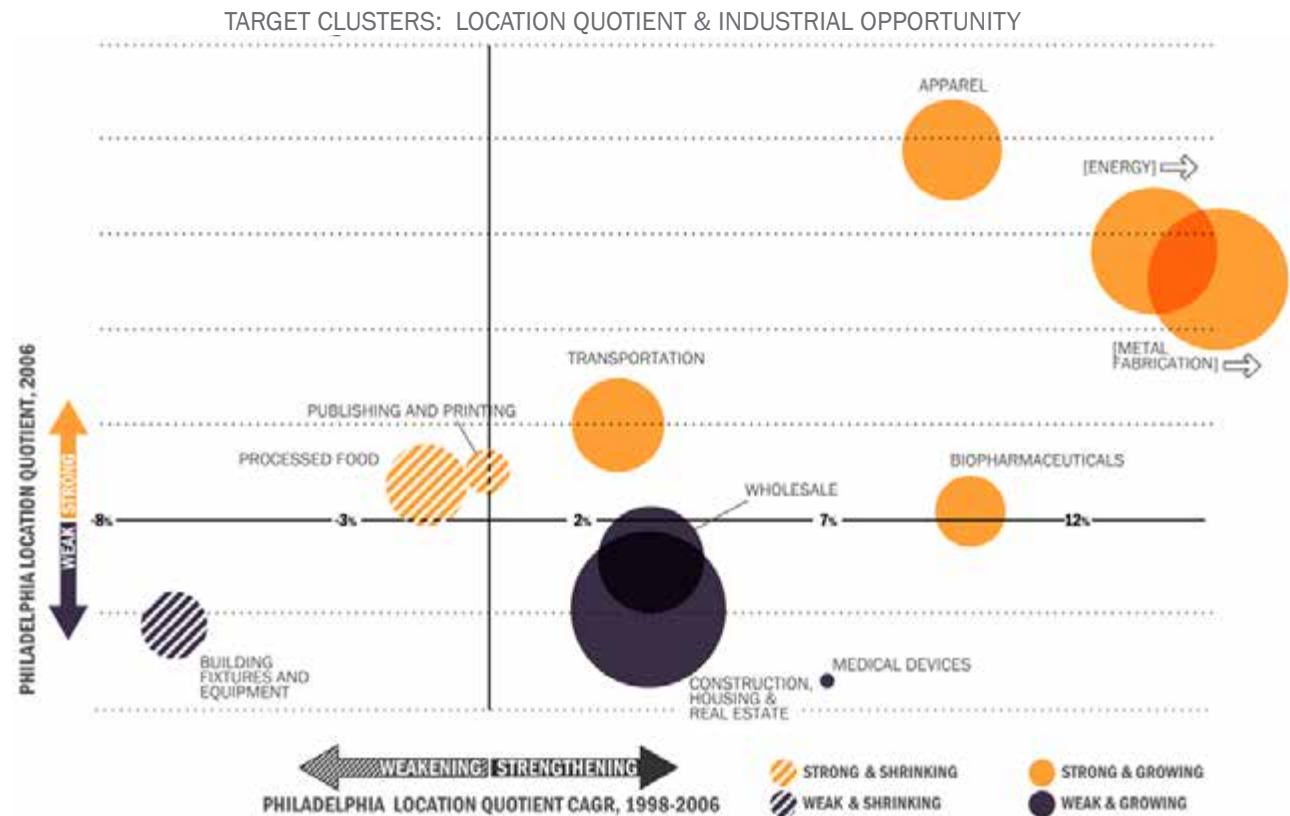 TARGET CLUSTERS: LOCATION QUOTIENT & INDUSTRIAL OPPORTUNITY
APPAREL
[ENERGY]
[METAL
FABRICATION]
TRANSPORTATION
PUBLISHING AND PRINTING
PROCESSED FOOD
BIOPHARMACEUTICALS
WHOLESALE
-8%
-3%
2%
7%
12%
PHILADELPHIA LOCATION QUOTIENT, 2006
STRONG
WEAK
BUILDING
FIXTURES AND
EQUIPMENT
MEDICAL DEVICES
CONSTRUCTION,
HOUSING &
REAL ESTATE
WEAKENING STRENGTHENING
PHILADELPHIA LOCATION QUOTIENT CAGR, 1998-2006
STRONG & SHRINKING
STRONG & GROWING
WEAK & SHRINKING
WEAK & GROWING